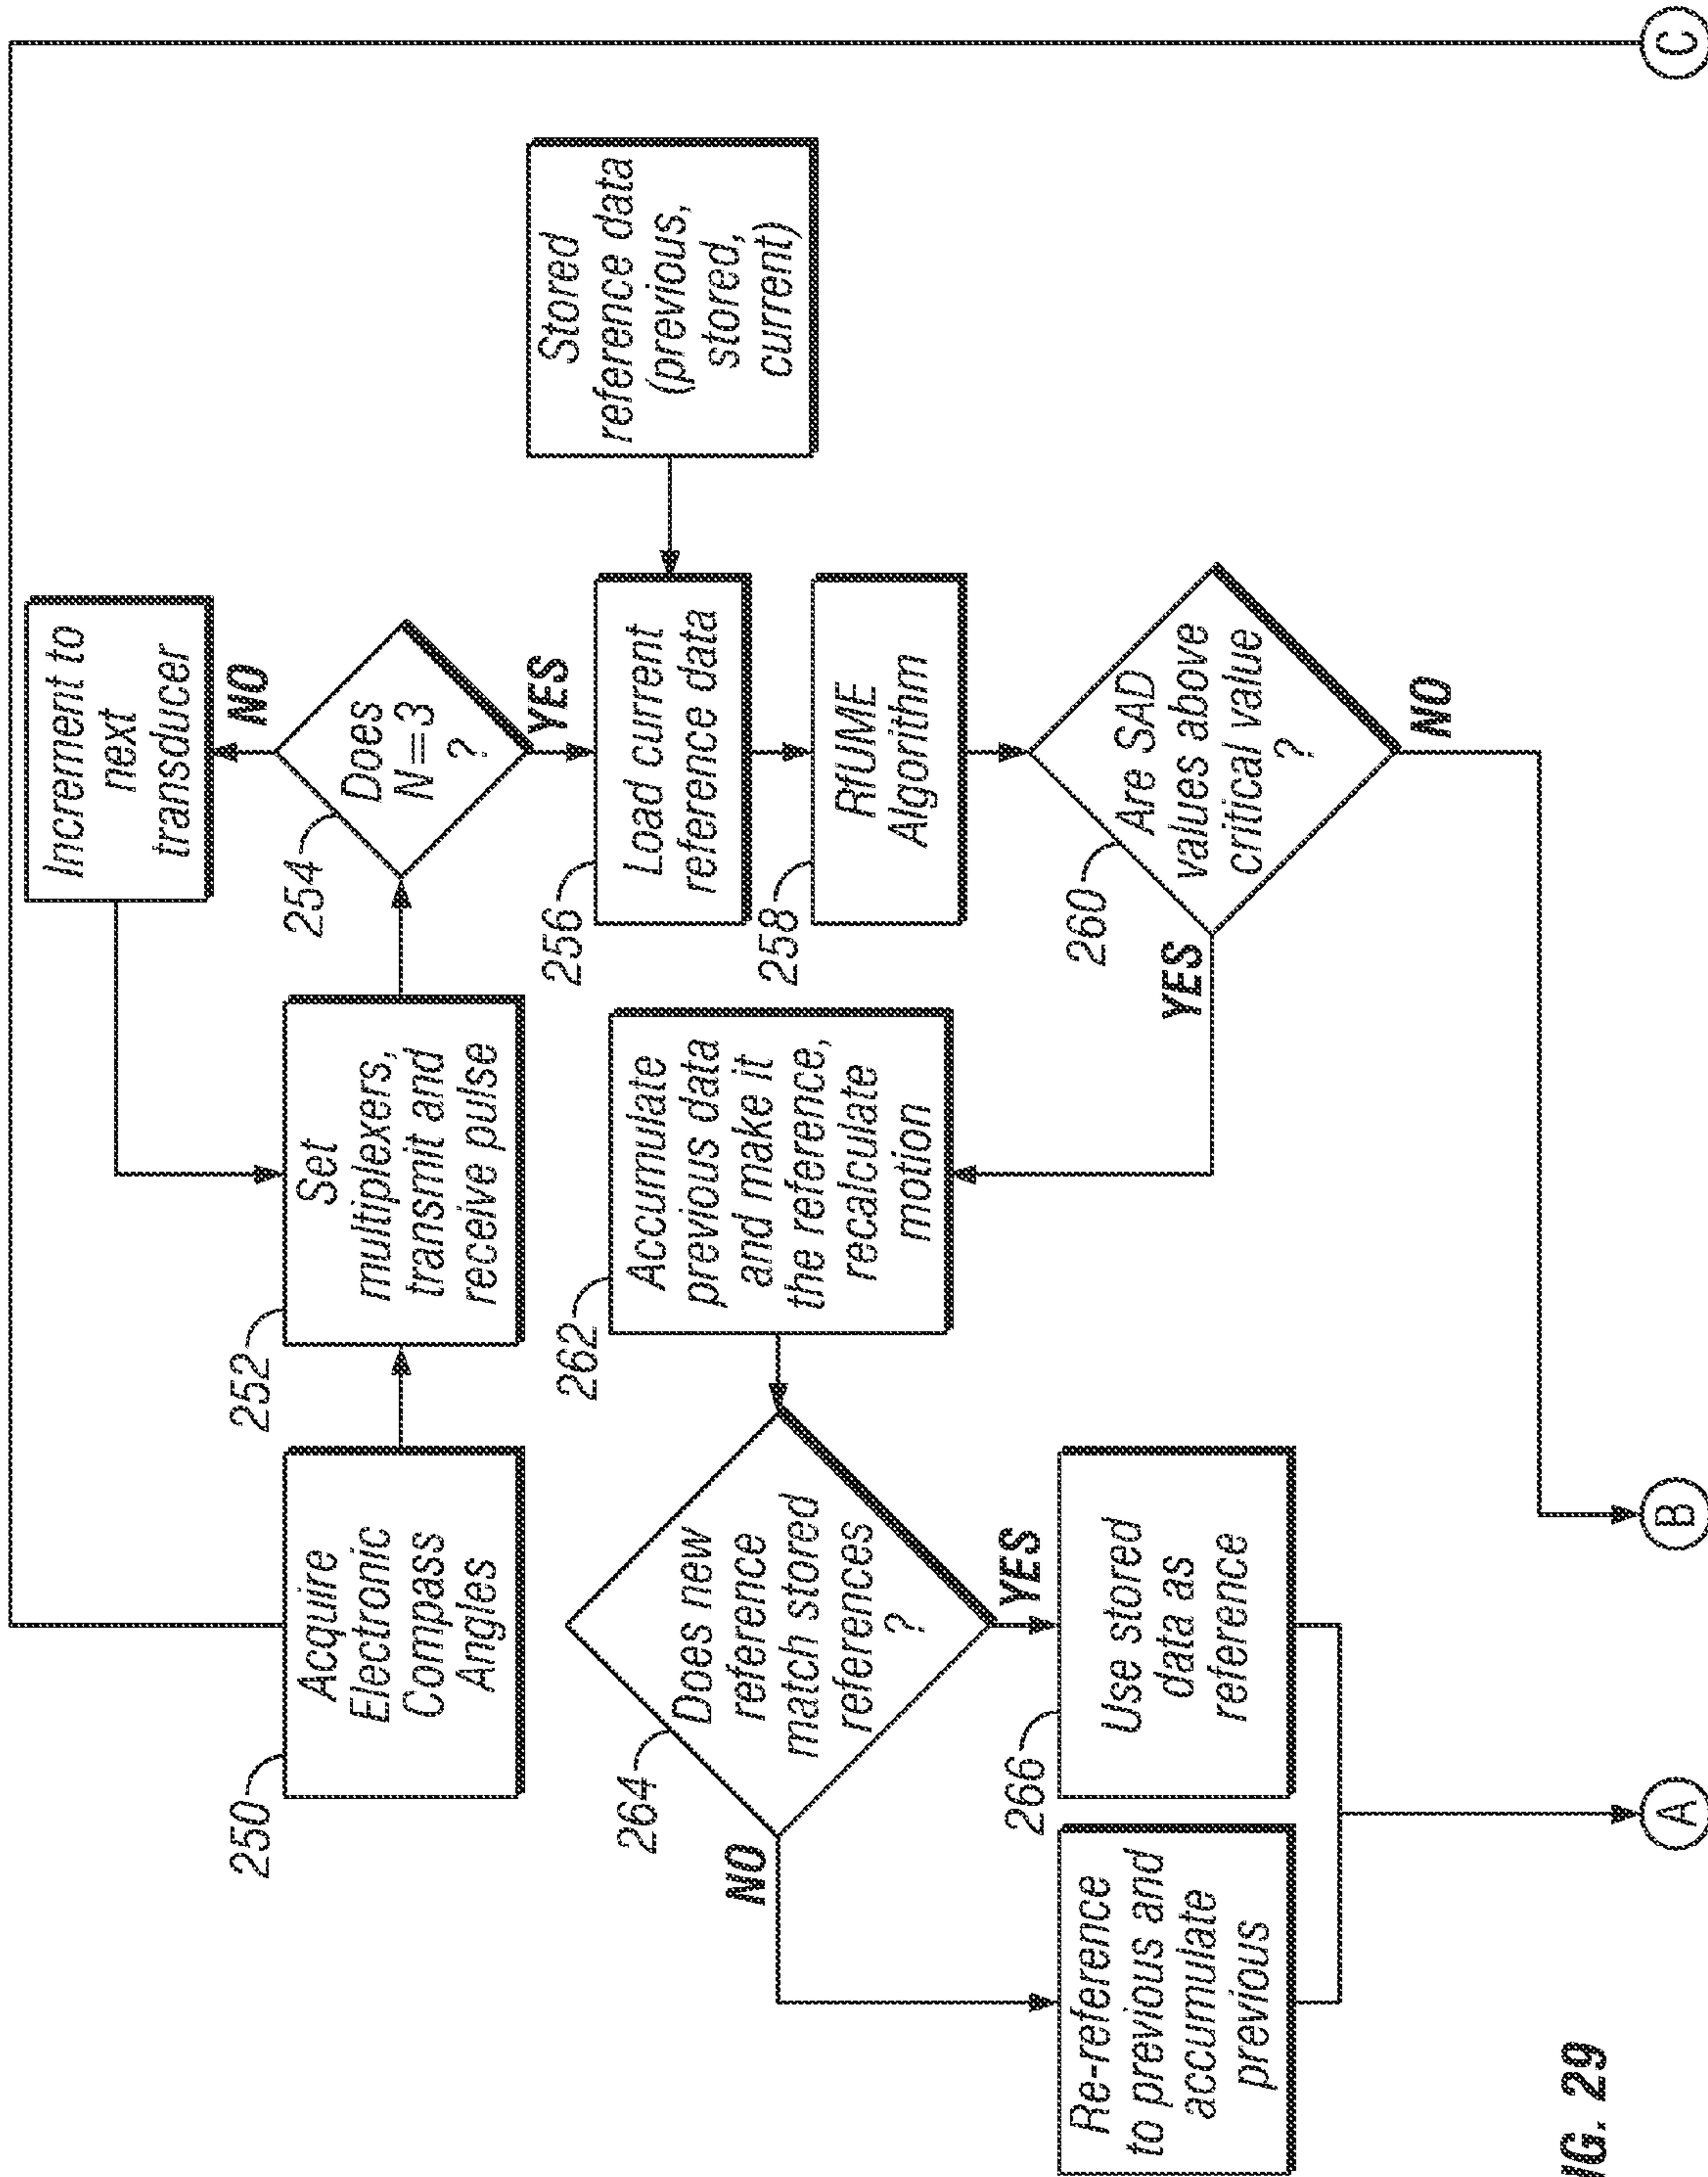 250
Acquire
Electronic
Compass
Angles
252
Set
multiplexers,
transmit and
receive pulse
Increment to
next
transducer
NO
254
Does
N=3
?
YES
256
Load current
reference data
Stored
reference data
(previous,
stored,
current)
258
RfUME
Algorithm
260
Are SAD
values above
critical value
?
YES
NO
262
Accumulate
previous data
and make it
the reference,
recalculate
motion
264
Does new
reference
match stored
references
?
NO
YES
266
Use stored
data as
reference
Re-reference
to previous and
accumulate
previous
A
B
C
IG. 29